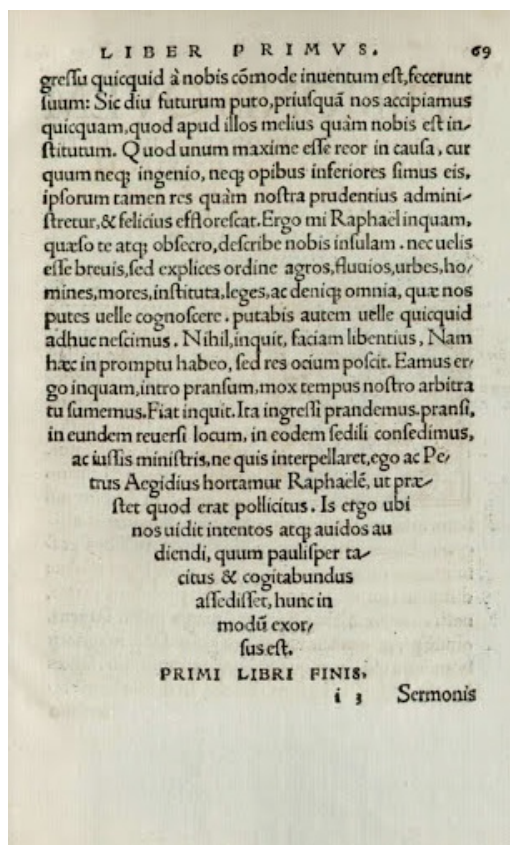 LIBER PRIMVS. 69
greſſu quicquid à nobis cōmode inuentum eſt, fecerunt
ſuum: Sic diu futurum puto, priuſquā nos accipiamus
quicquam, quod apud illos melius quàm nobis eſt in-
ſtitutum. Quod unum maxime eſſe reor in cauſa, cur
quum neq; ingenio, neq; opibus inferiores ſimus eis,
ipſorum tamen res quàm noſtra prudentius admini-
ſtretur, & felicius effloreſcat. Ergo mi Raphael inquam,
quæſo te atq; obſecro, deſcribe nobis inſulam. nec uelis
eſſe breuis, ſed explices ordine agros, fluuios, urbes, ho/
mines, mores, inſtituta, leges, ac deniq; omnia, quæ nos
putes uelle cognoſcere. putabis autem uelle quicquid
adhuc neſcimus. Nihil, inquit, faciam libentius, Nam
hæc in promptu habeo, ſed res ocium poſcit. Eamus er/
go inquam, intro pranſum, mox tempus noſtro arbitra
tu ſumemus. Fiat inquit. Ita ingreſſi prandemus. pranſi,
in eundem reuerſi locum, in eodem ſedili conſedimus,
ac iuſſis miniſtris, ne quis interpellaret, ego ac Pe/
trus Aegidius hortamur Raphaelē, ut præ-
ſtet quod erat pollicitus. Is ergo ubi
nos uidit intentos atq; auidos au
diendi, quum pauliſper ta-
citus & cogitabundus
aſſediſſet, hunc in
modū exor/
ſus eſt.
PRIMI LIBRI FINIS.
i 3 Sermonis